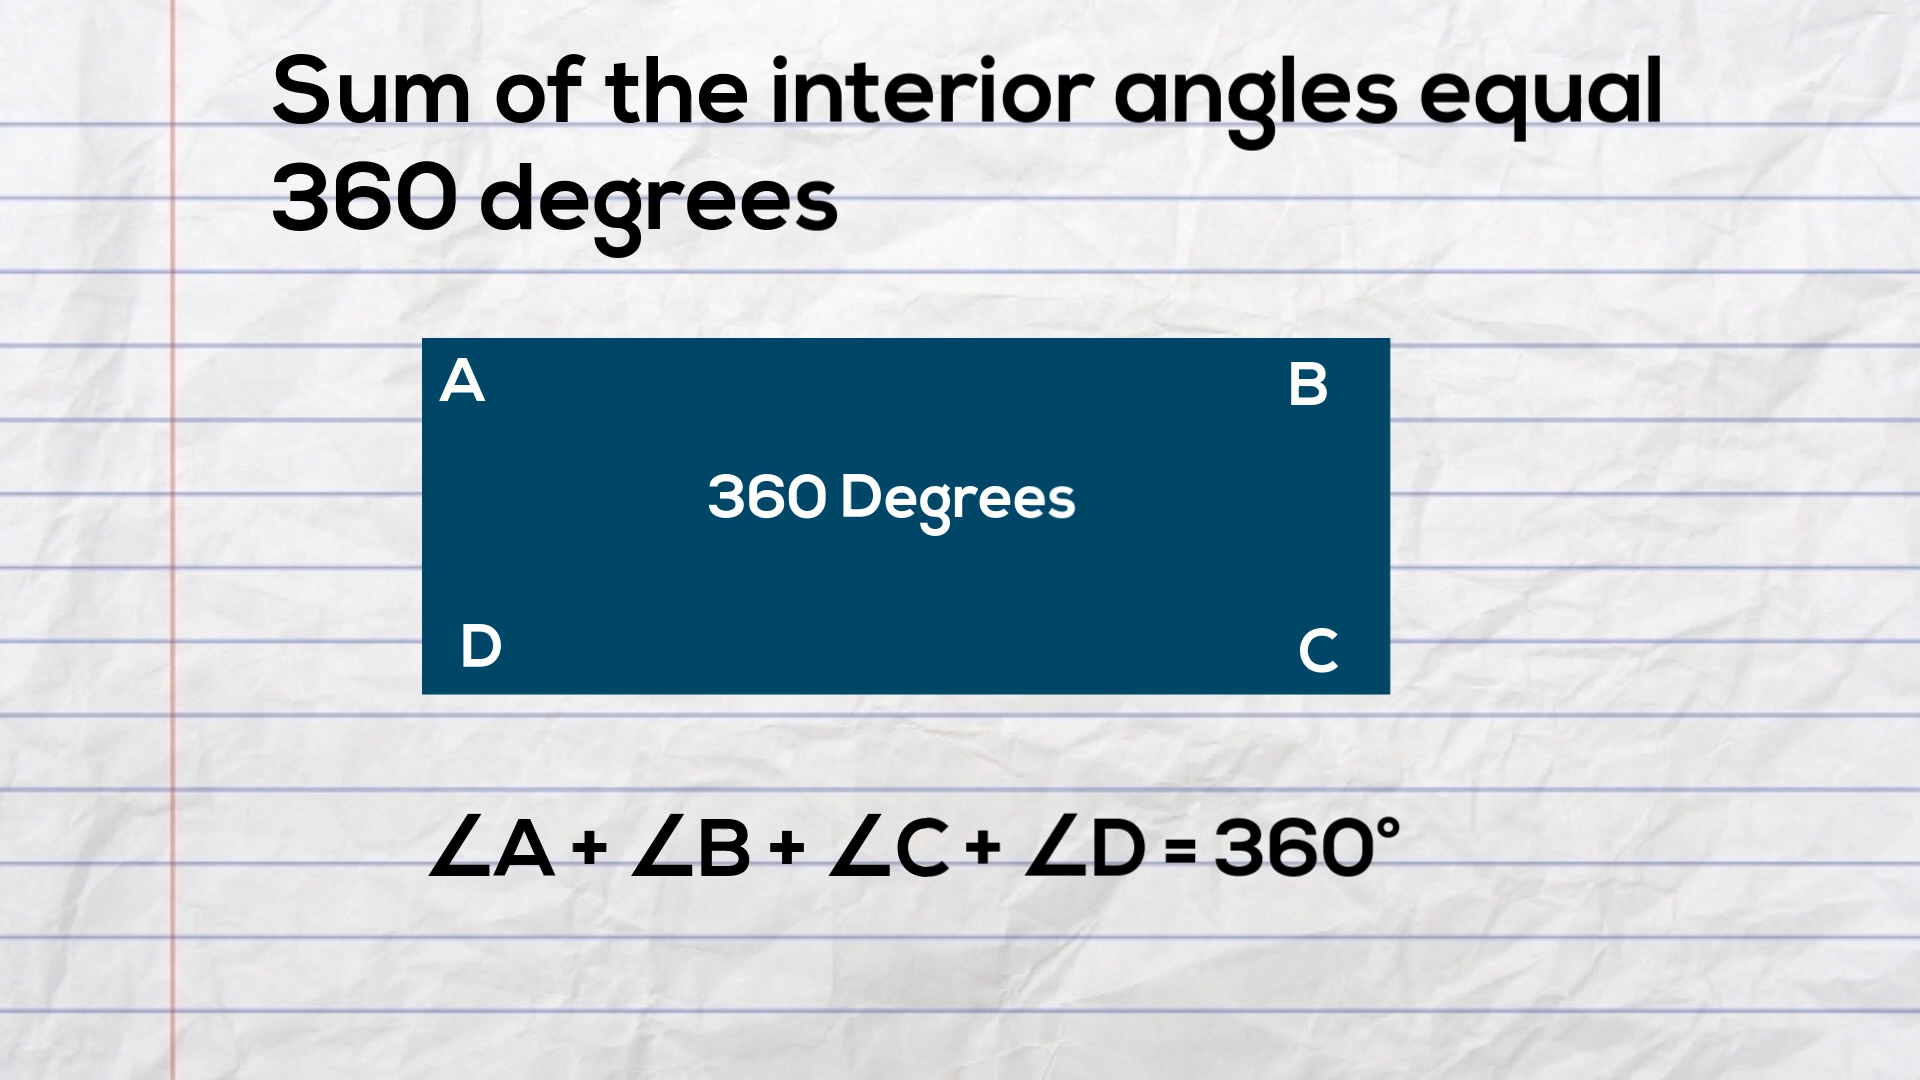 Sum of the interior angles equal
360 degrees
A
B
360 Degrees
D
C
∠A + ∠B + ∠C + ∠D = 360°